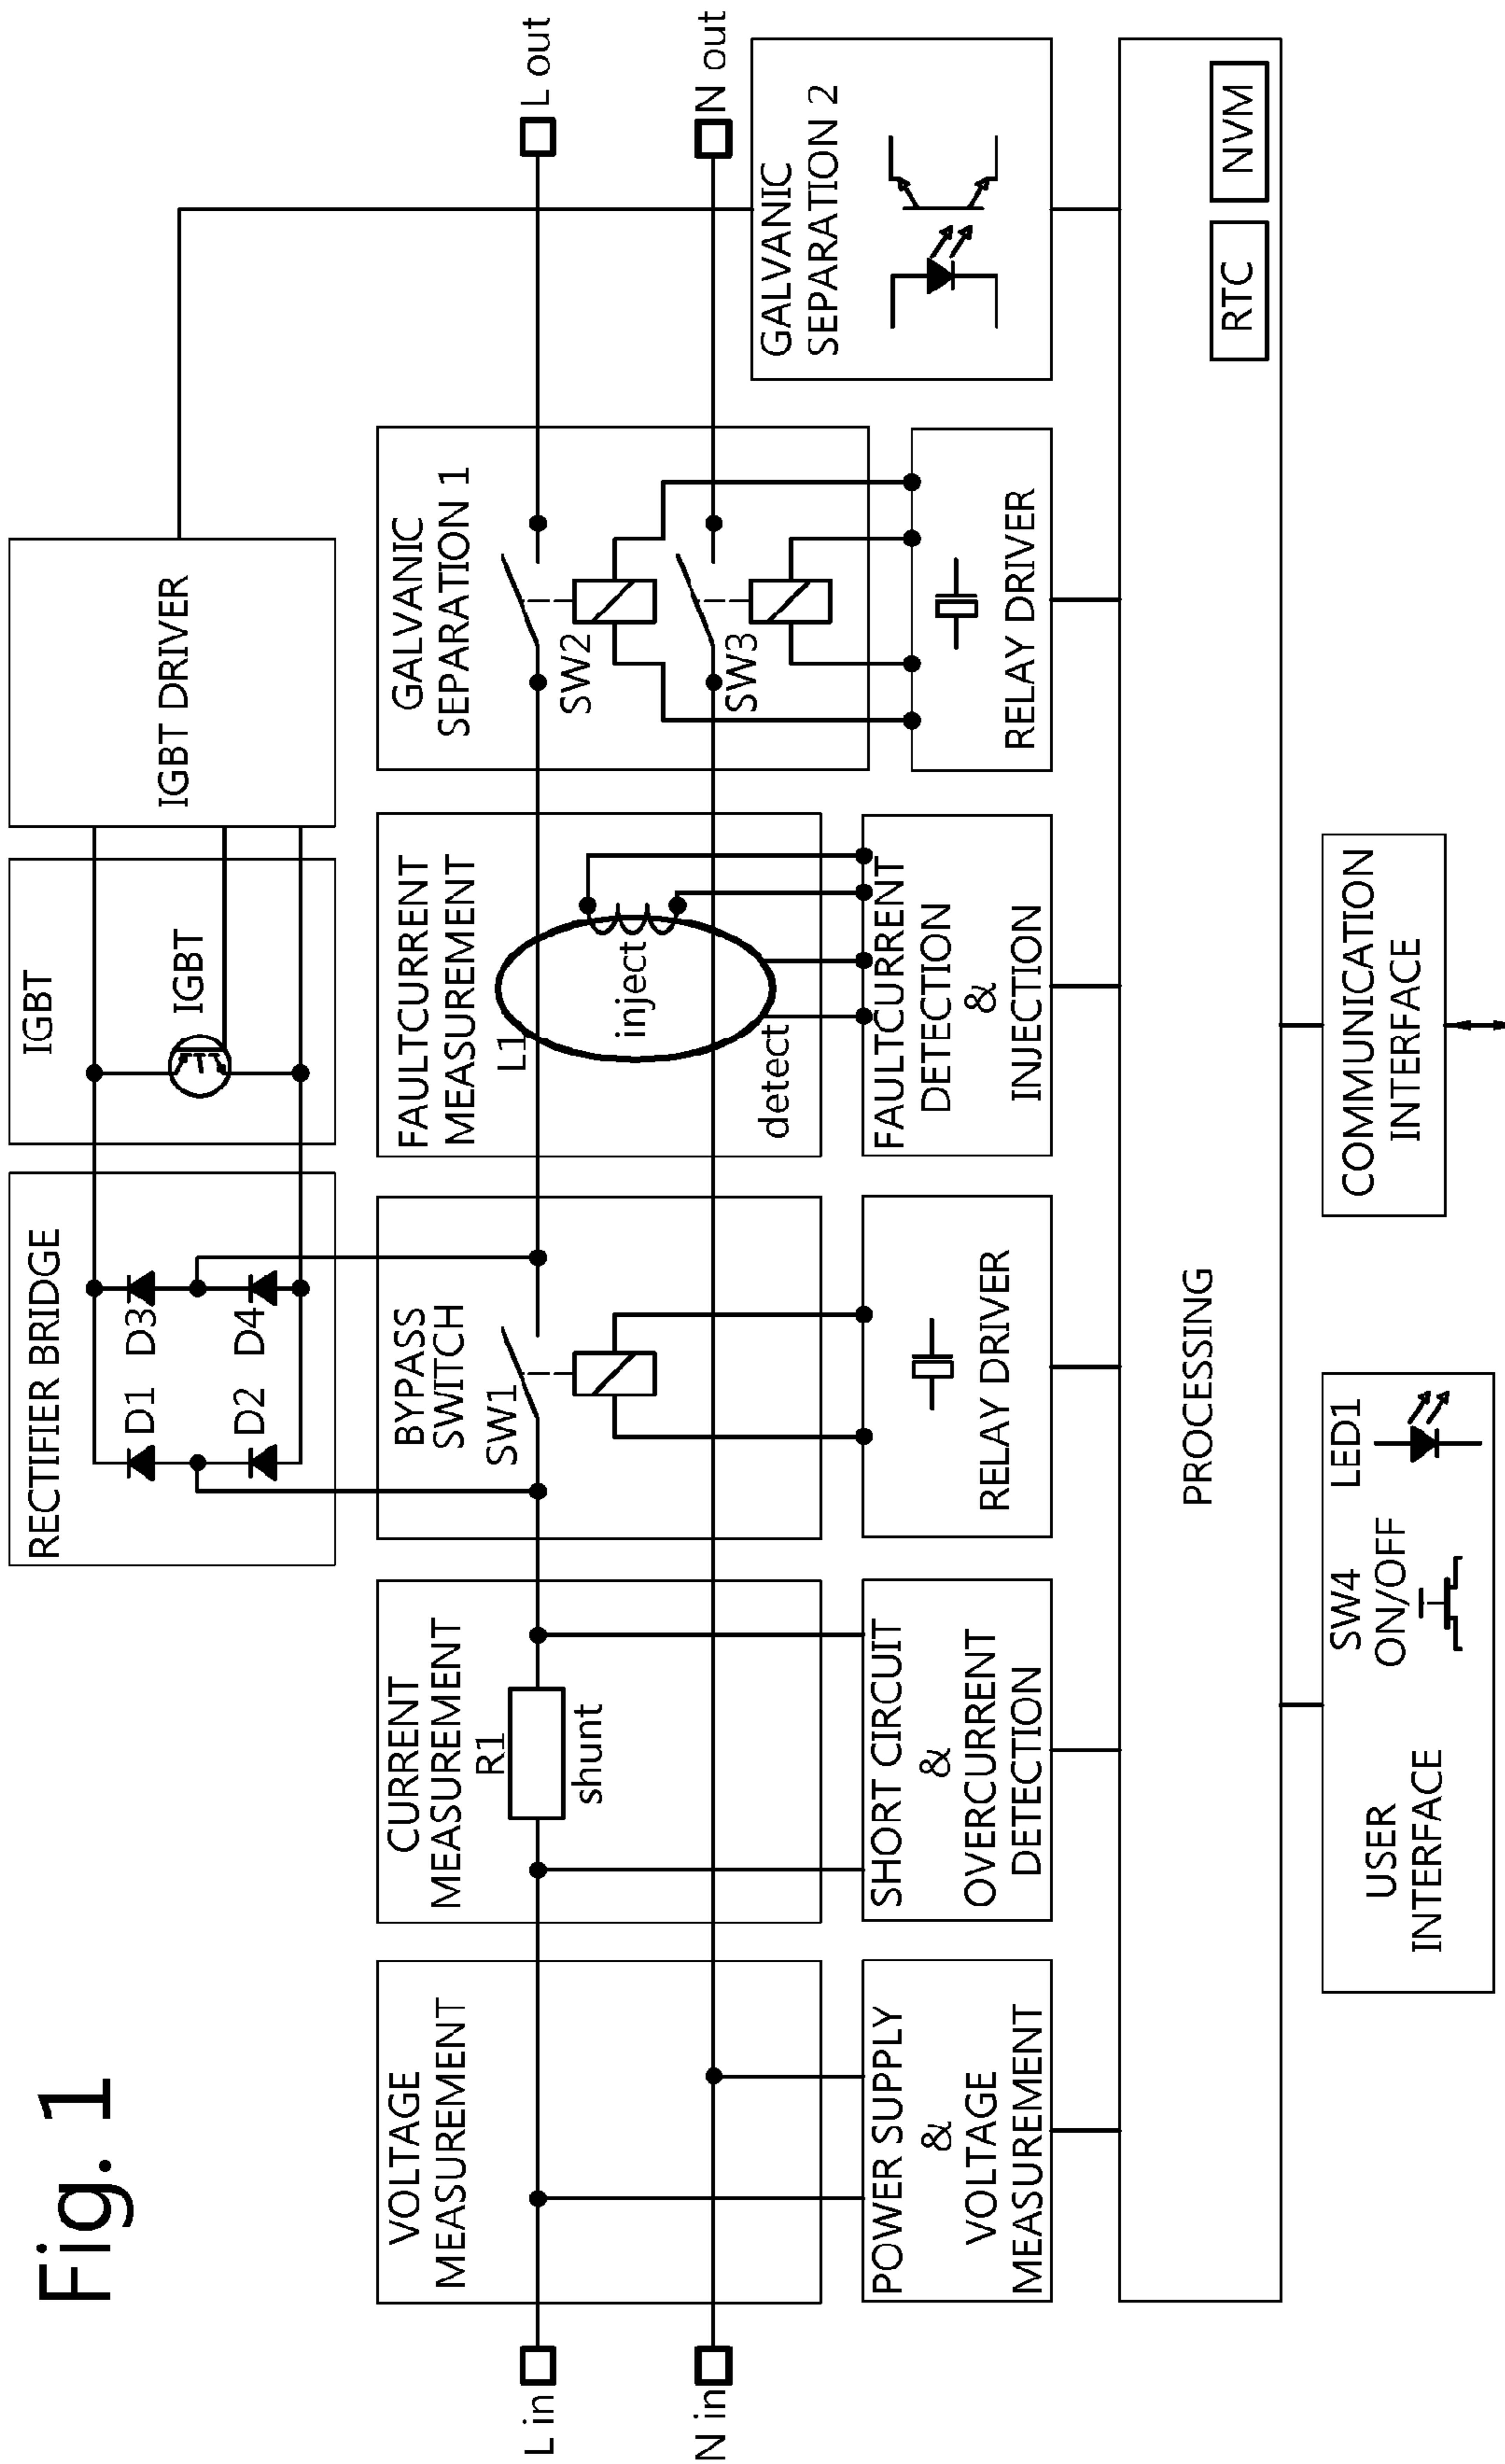 Fig. 1
RECTIFIER BRIDGE
D1
D3
D2
D4
IGBT
IGBT
IGBT DRIVER
VOLTAGE
MEASUREMENT
CURRENT
MEASUREMENT
R1
shunt
BYPASS
SWITCH
SW1
FAULTCURRENT
MEASUREMENT
L1
inject
detect
GALVANIC
SEPARATION 1
SW2
SW3
L in
N in
L out
N out
GALVANIC
SEPARATION 2
POWER SUPPLY
&
VOLTAGE
MEASUREMENT
SHORT CIRCUIT
&
OVERCURRENT
DETECTION
RELAY DRIVER
FAULTCURRENT
DETECTION
&
INJECTION
RELAY DRIVER
PROCESSING
RTC
NVM
USER
INTERFACE
SW4
ON/OFF
LED1
COMMUNICATION
INTERFACE